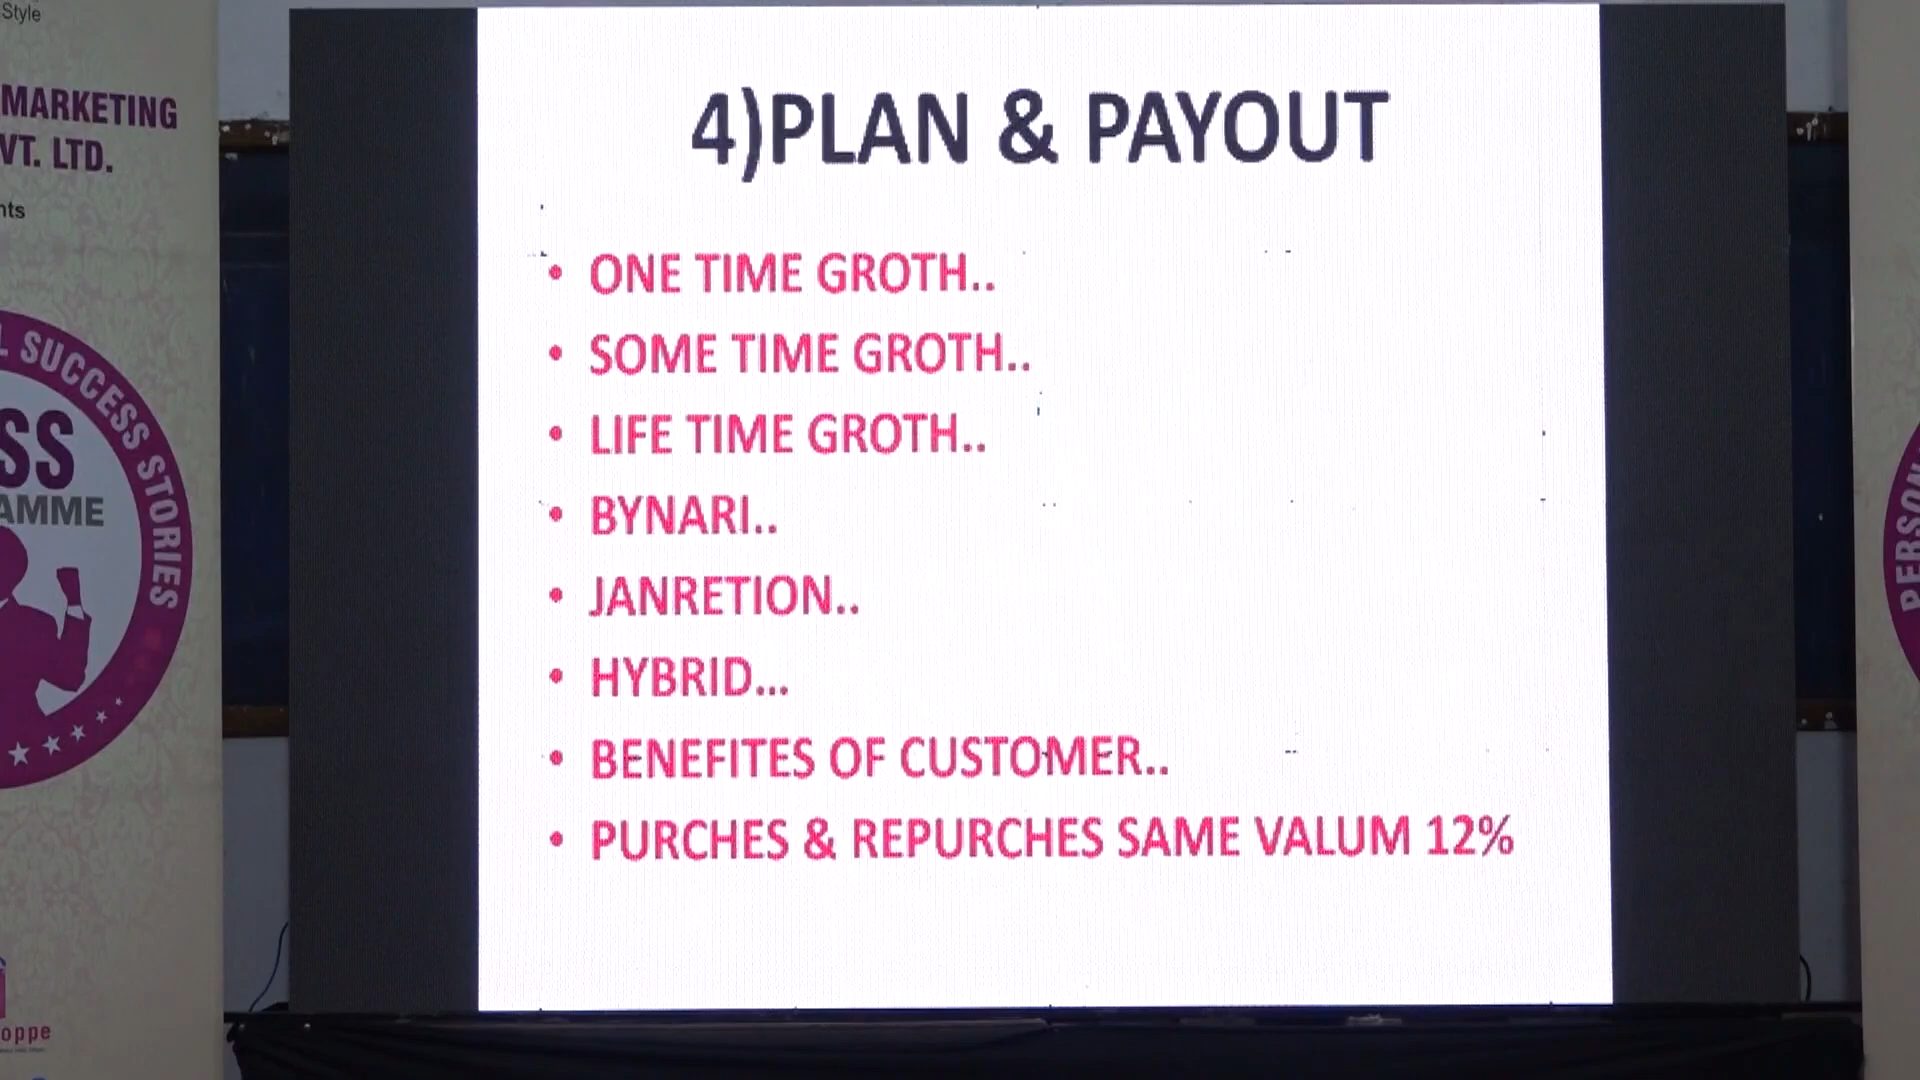 Style
MARKETING
VT. LTD.
nts
L SUCCESS STORIES
SS
AMME
oppe
4)PLAN & PAYOUT
• ONE TIME GROTH..
• SOME TIME GROTH..
• LIFE TIME GROTH..
• BYNARI..
• JANRETION..
• HYBRID...
• BENEFITES OF CUSTOMER..
• PURCHES & REPURCHES SAME VALUM 12%
PERSON